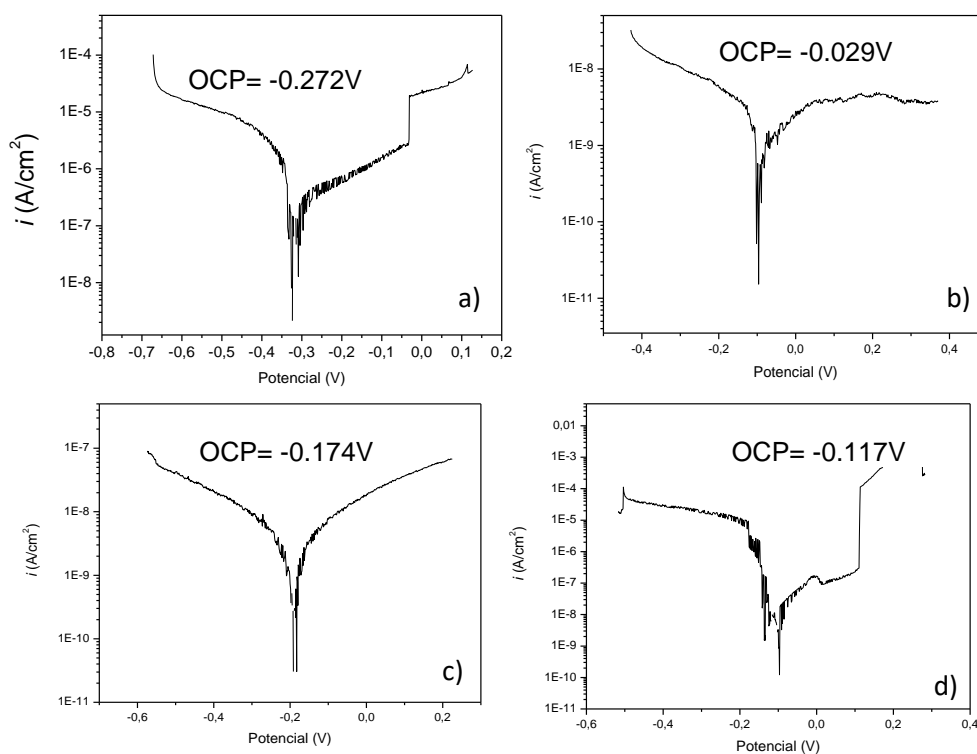 1E-4
1E-5
1E-6
1E-7
1E-8
i (A/cm²)
OCP= -0.272V
a)
-0,8 -0,7 -0,6 -0,5 -0,4 -0,3 -0,2 -0,1 0,0 0,1 0,2
Potencial (V)
1E-8
1E-9
1E-10
1E-11
i (A/cm²)
OCP= -0.029V
b)
-0,4 -0,2 0,0 0,2 0,4
Potencial (V)
1E-7
1E-8
1E-9
1E-10
1E-11
i (A/cm²)
OCP= -0.174V
c)
-0,6 -0,4 -0,2 0,0 0,2
Potencial (V)
0,01
1E-3
1E-4
1E-5
1E-6
1E-7
1E-8
1E-9
1E-10
1E-11
i (A/cm²)
OCP= -0.117V
d)
-0,6 -0,4 -0,2 0,0 0,2 0,4
Potencial (V)